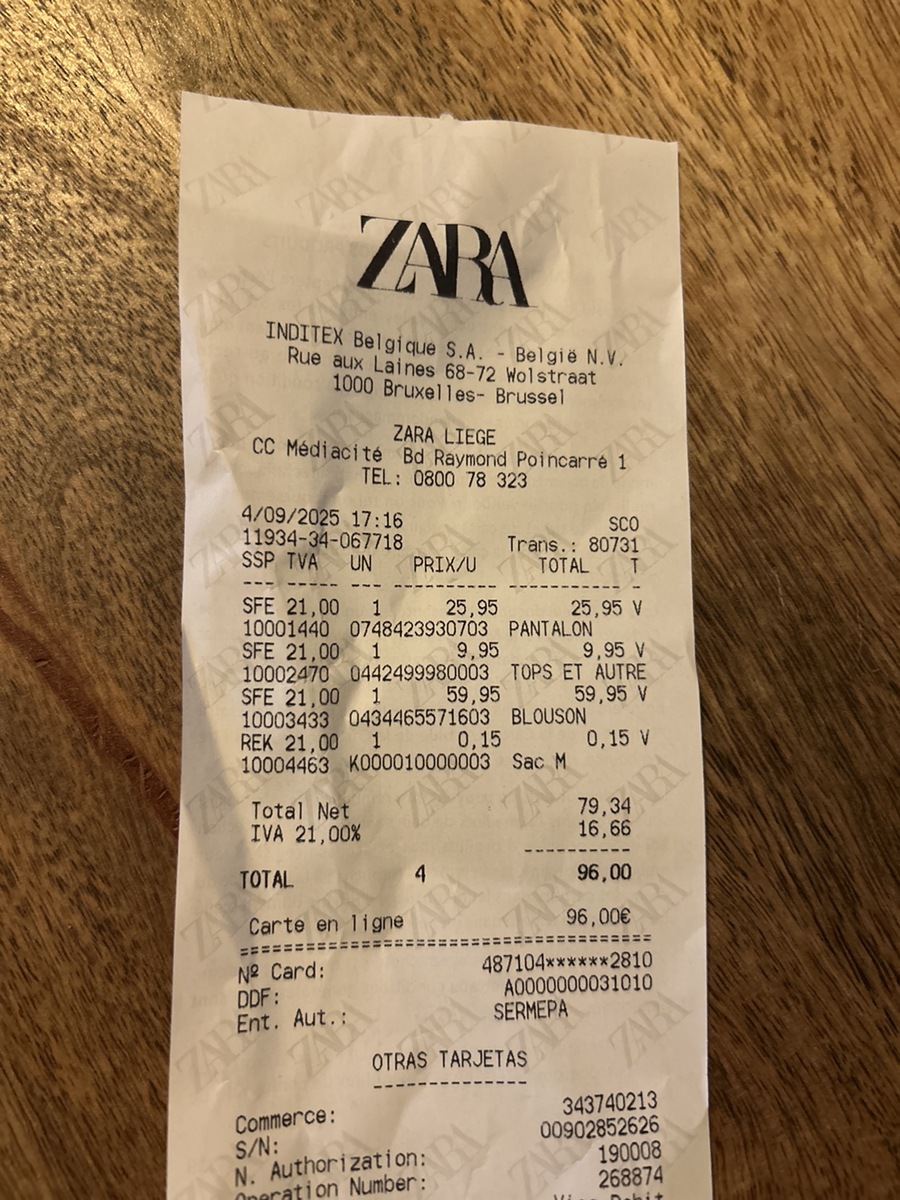 ZARA
INDITEX Belgique S.A. - België N.V.
Rue aux Laines 68-72 Wolstraat
1000 Bruxelles- Brussel
ZARA LIEGE
CC Médiacité Bd Raymond Poincarré 1
TEL: 0800 78 323
4/09/2025 17:16 SCO
11934-34-067718 Trans.: 80731
SSP TVA UN PRIX/U TOTAL T
--- ----- --- ---------- ------------ -
SFE 21,00 1 25,95 25,95 V
10001440 0748423930703 PANTALON
SFE 21,00 1 9,95 9,95 V
10002470 0442499980003 TOPS ET AUTRE
SFE 21,00 1 59,95 59,95 V
10003433 0434465571603 BLOUSON
REK 21,00 1 0,15 0,15 V
10004463 K000010000003 Sac M
Total Net 79,34
IVA 21,00% 16,66
-----------
TOTAL 4 96,00
Carte en ligne 96,00€
==========================================
Nº Card: 487104******2810
DDF: A0000000031010
Ent. Aut.: SERMEPA
OTRAS TARJETAS
--------------
Commerce: 343740213
S/N: 00902852626
N. Authorization: 190008
Operation Number: 268874
Visa Debit